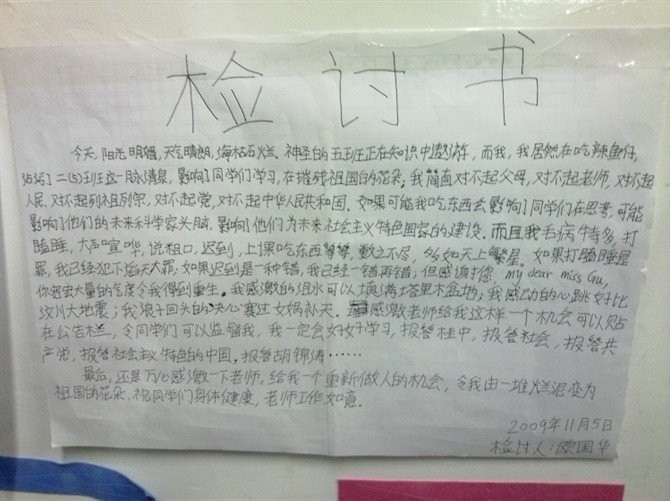 检讨书
今天,阳光明媚,天气晴朗,海枯石烂。神圣的五班正在知识中遨游,而我,我居然在吃辣鱼仔,
沾污了二(5)班这一脉清泉,影响了同学们学习,在摧残祖国的花朵,我简直对不起父母,对不起老师,对不起
人民,对不起列祖列宗,对不起党,对不起中华人民共和国,如果可能我吃东西会影响了同学们在思考,可能
影响了他们的未来科学家头脑,影响他们为未来社会主义特色国家的建设。而且我毛病特多,打
瞌睡,大声喧哗,说粗口,迟到,上课吃东西等等,数之不尽,多如天上繁星。如果打瞌睡是
罪,我已经犯下滔天大罪,如果迟到是一种错,我已经一错再错;但感谢您 my dear miss Gu,
你宽宏大量的气度令我得到重生。我感激的泪水可以填满塔里木盆地;我感动的心跳好比
汶川大地震;我浪子回头的决心赛过女娲补天。感激老师给我这样一个机会可以贴
在公告栏,令同学们可以监督我,我一定会好好学习,报答桂中,报答社会,报答共
产党,报答社会主义特色的中国,报答胡锦涛……
最后,还是万心感激一下老师,给我一个重新做人的机会,令我由一堆烂泥变为
祖国的花朵,祝同学们身体健康,老师工作如意.
2009年11月5日
检讨人:欧国华